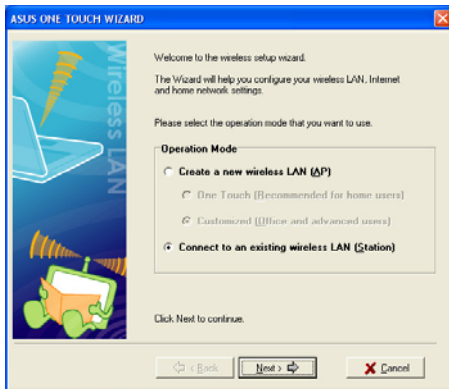 ASUS ONE TOUCH WIZARD
Wireless LAN
Welcome to the wireless setup wizard.
The Wizard will help you configure your wireless LAN, Internet
and home network settings.
Please select the operation mode that you want to use.
Operation Mode
Create a new wireless LAN (AP)
One Touch (Recommended for home users)
Customized (Office and advanced users)
Connect to an existing wireless LAN (Station)
Click Next to continue.
< Back
Next >
Cancel